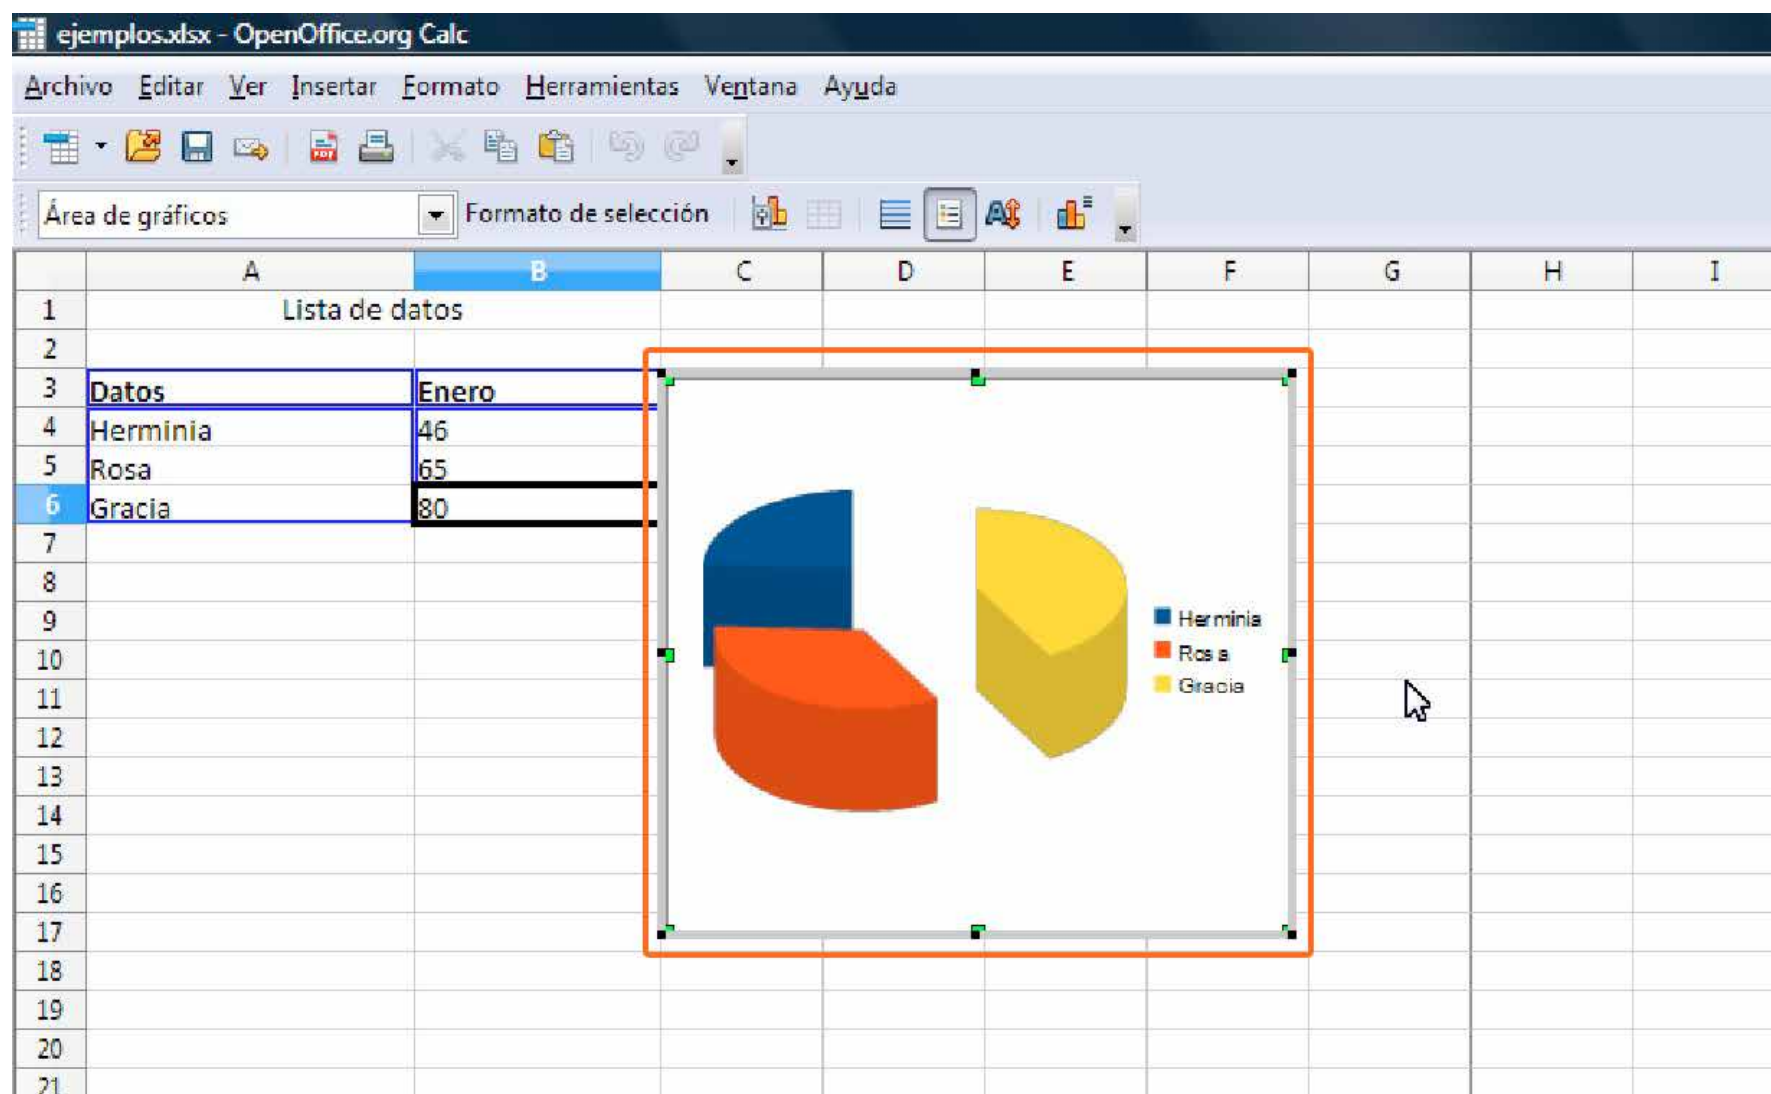 ejemplos.xlsx - OpenOffice.org Calc
Archivo Editar Ver Insertar Formato Herramientas Ventana Ayuda
PDF
Área de gráficos Formato de selección
A B C D E F G H I
1 Lista de datos
2
3 Datos Enero
4 Herminia 46
5 Rosa 65
6 Gracia 80
7
8
9 Herminia
10 Rosa
11 Gracia
12
13
14
15
16
17
18
19
20
21